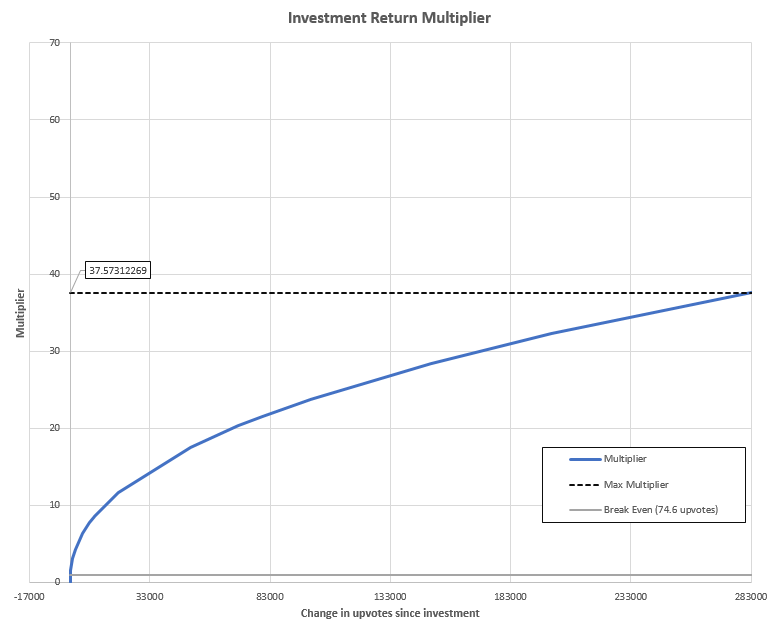 Investment Return Multiplier
70
60
50
40
30
20
10
0
37.57312269
Multiplier
Multiplier
Max Multiplier
Break Even (74.6 upvotes)
-17000 33000 83000 133000 183000 233000 283000
Change in upvotes since investment